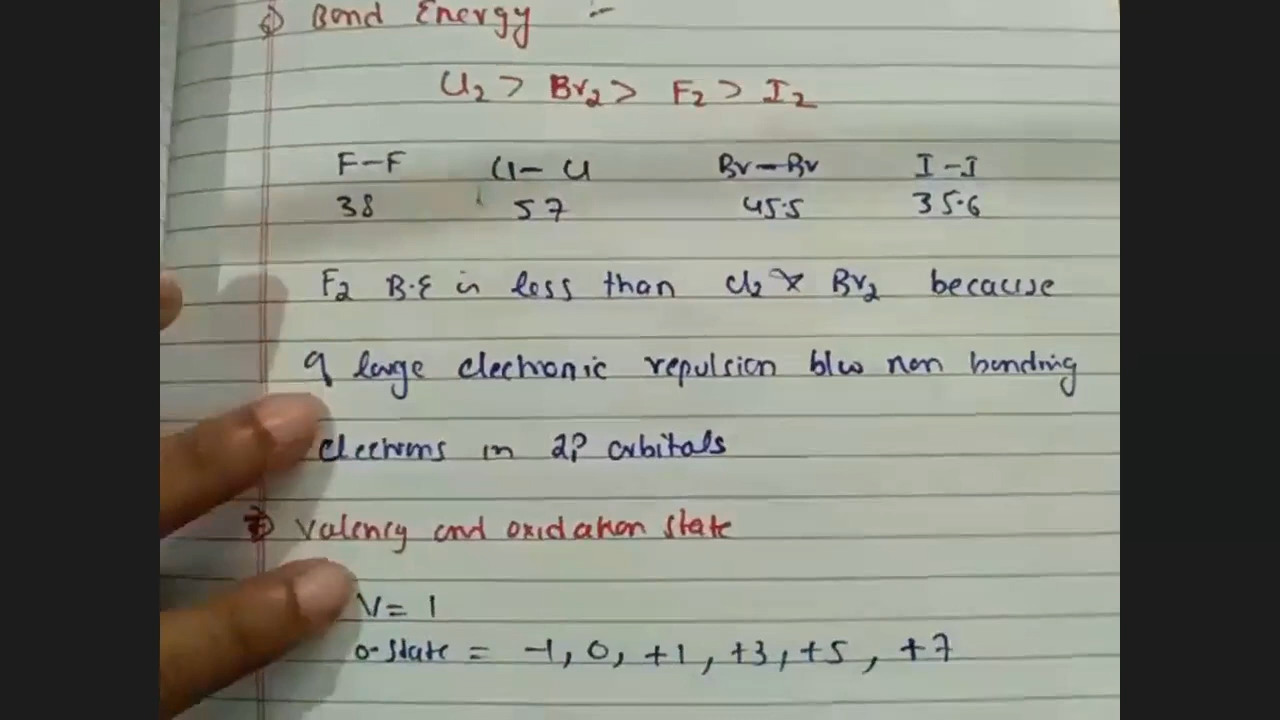 6) Bond Energy :-
Cl2 > Br2 > F2 > I2
F-F Cl-Cl Br-Br I-I
38 57 45.5 35.6
F2 B.E is less than Cl2 & Br2 because
of large electronic repulsion b/w non bonding
electrons in 2p orbitals
7) Valency and oxidation state
V= 1
o-state = -1, 0, +1, +3, +5, +7